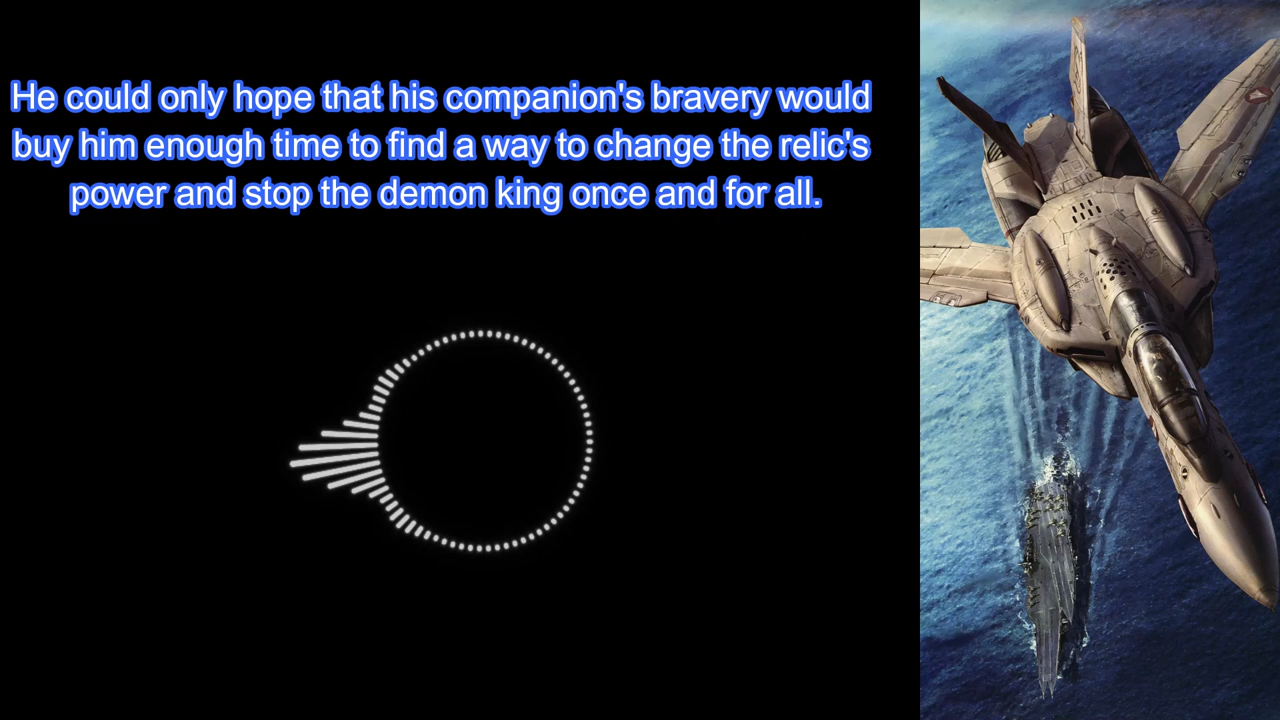 He could only hope that his companion's bravery would
buy him enough time to find a way to change the relic's
power and stop the demon king once and for all.